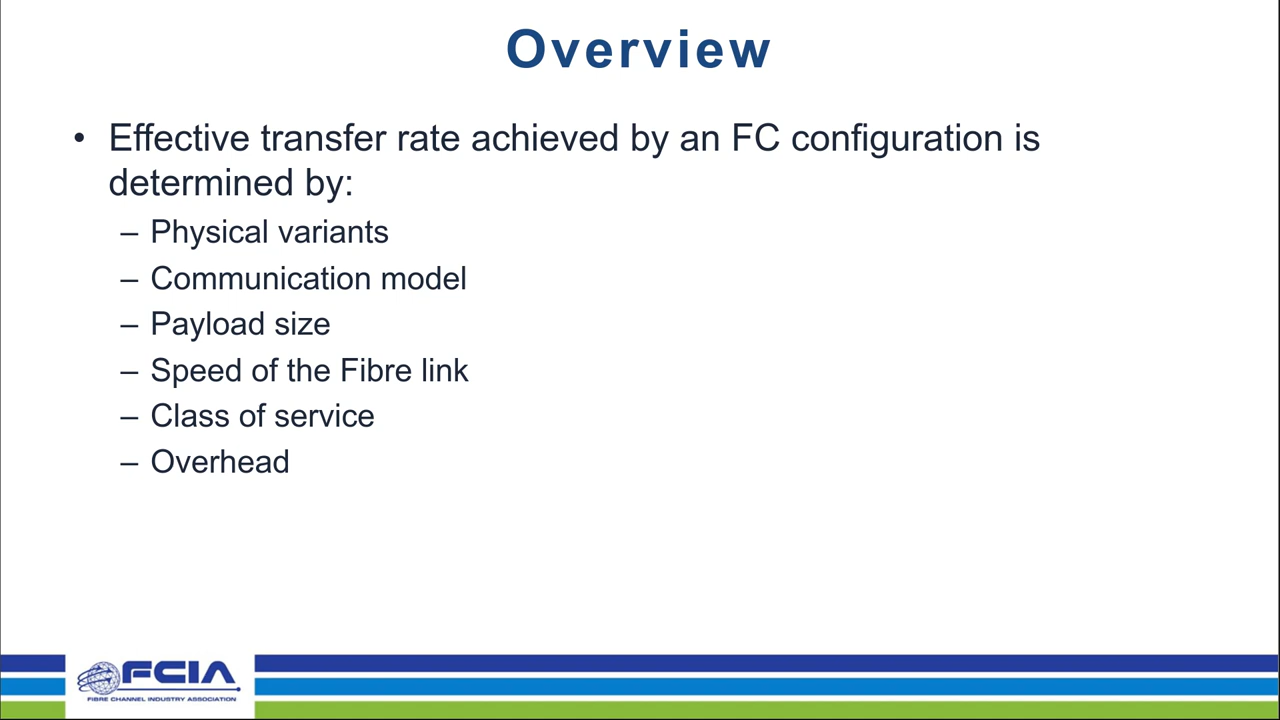 Overview
• Effective transfer rate achieved by an FC configuration is
determined by:
– Physical variants
– Communication model
– Payload size
– Speed of the Fibre link
– Class of service
– Overhead
FCIA
FIBRE CHANNEL INDUSTRY ASSOCIATION